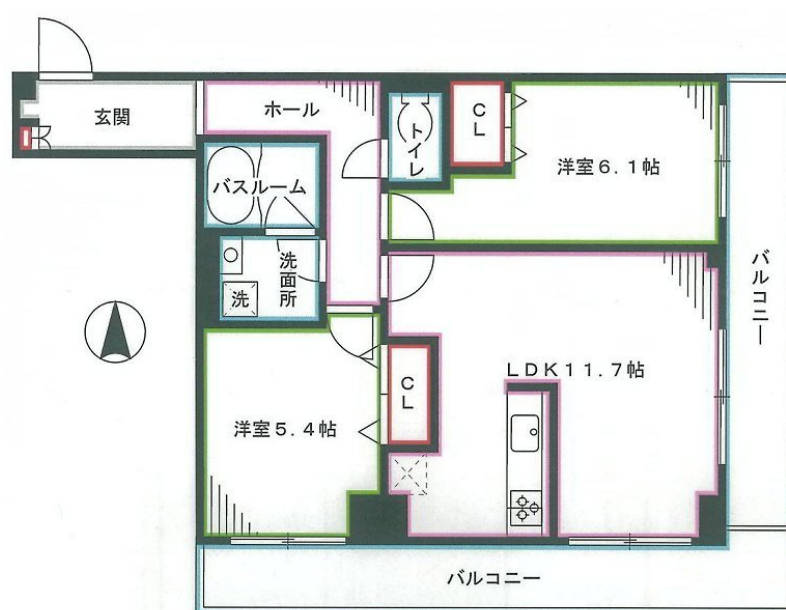 玄関
ホール
トイレ
CL
洋室6.1帖
バスルーム
洗面所
洗
バルコニー
LDK11.7帖
CL
洋室5.4帖
バルコニー